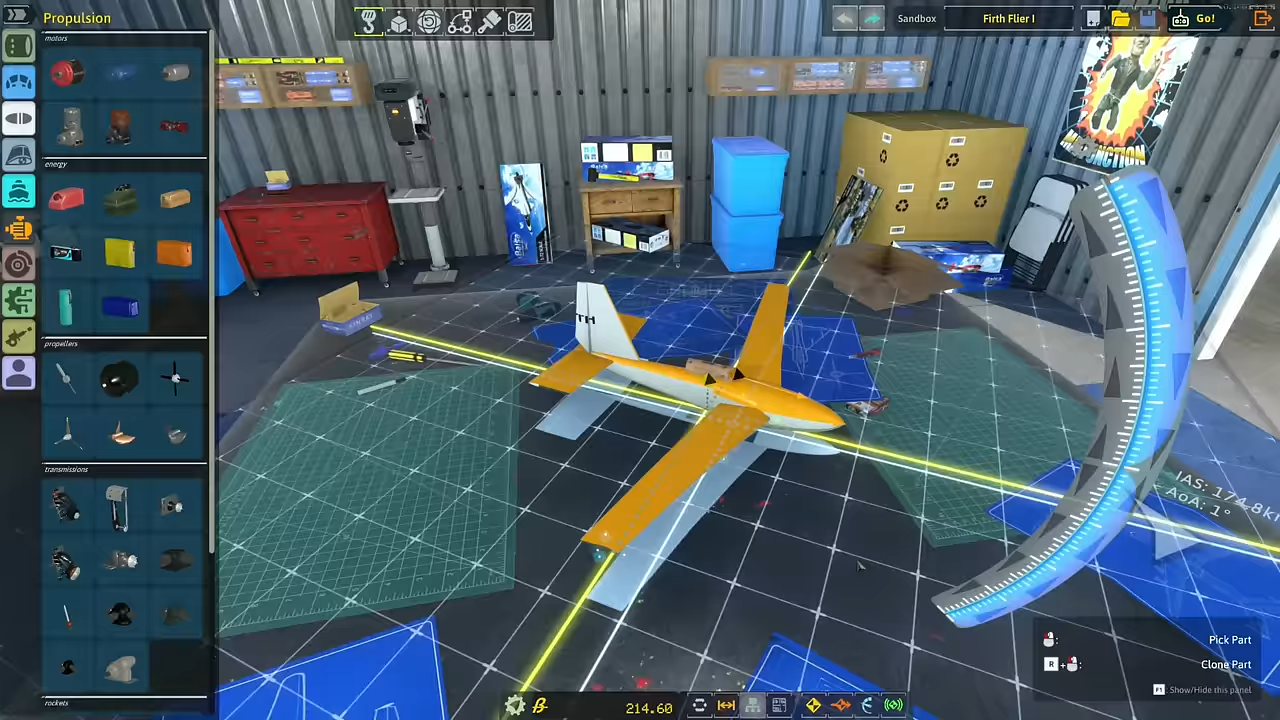 Propulsion
Sandbox
Firth Flier I
Go!
motors
energy
propellers
transmissions
rockets
TH
IAS: 174.8k
AoA: 1°
Pick Part
R + :
Clone Part
F1 : Show/Hide this panel
214.60